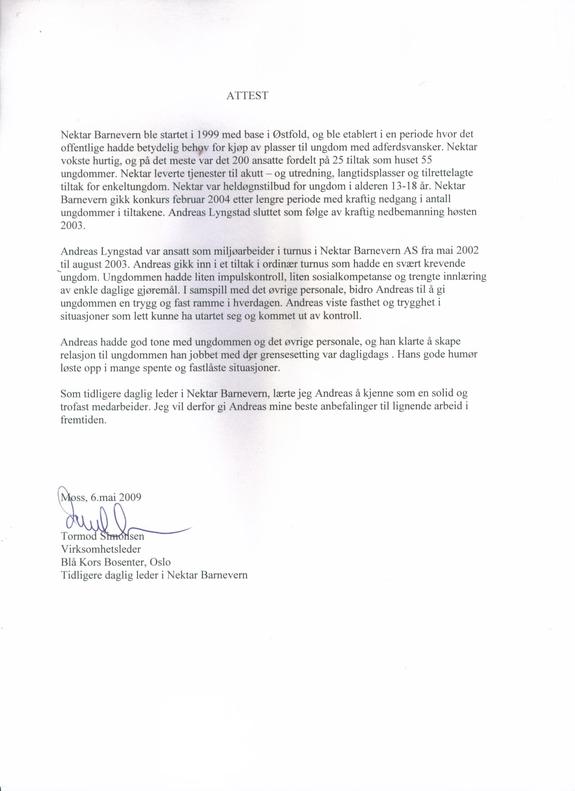 ATTEST
Nektar Barnevern ble startet i 1999 med base i Østfold, og ble etablert i en periode hvor det
offentlige hadde betydelig behov for kjøp av plasser til ungdom med adferdsvansker. Nektar
vokste hurtig, og på det meste var det 200 ansatte fordelt på 25 tiltak som huset 55
ungdommer. Nektar leverte tjenester til akutt – og utredning, langtidsplasser og tilrettelagte
tiltak for enkeltungdom. Nektar var heldøgnstilbud for ungdom i alderen 13-18 år. Nektar
Barnevern gikk konkurs februar 2004 etter lengre periode med kraftig nedgang i antall
ungdommer i tiltakene. Andreas Lyngstad sluttet som følge av kraftig nedbemanning høsten
2003.
Andreas Lyngstad var ansatt som miljøarbeider i turnus i Nektar Barnevern AS fra mai 2002
til august 2003. Andreas gikk inn i et tiltak i ordinær turnus som hadde en svært krevende
ungdom. Ungdommen hadde liten impulskontroll, liten sosialkompetanse og trengte innlæring
av enkle daglige gjøremål. I samspill med det øvrige personale, bidro Andreas til å gi
ungdommen en trygg og fast ramme i hverdagen. Andreas viste fasthet og trygghet i
situasjoner som lett kunne ha utartet seg og kommet ut av kontroll.
Andreas hadde god tone med ungdommen og det øvrige personale, og han klarte å skape
relasjon til ungdommen han jobbet med der grensesetting var dagligdags . Hans gode humør
løste opp i mange spente og fastlåste situasjoner.
Som tidligere daglig leder i Nektar Barnevern, lærte jeg Andreas å kjenne som en solid og
trofast medarbeider. Jeg vil derfor gi Andreas mine beste anbefalinger til lignende arbeid i
fremtiden.
Moss, 6.mai 2009
Tormod Simonsen
Virksomhetsleder
Blå Kors Bosenter, Oslo
Tidligere daglig leder i Nektar Barnevern